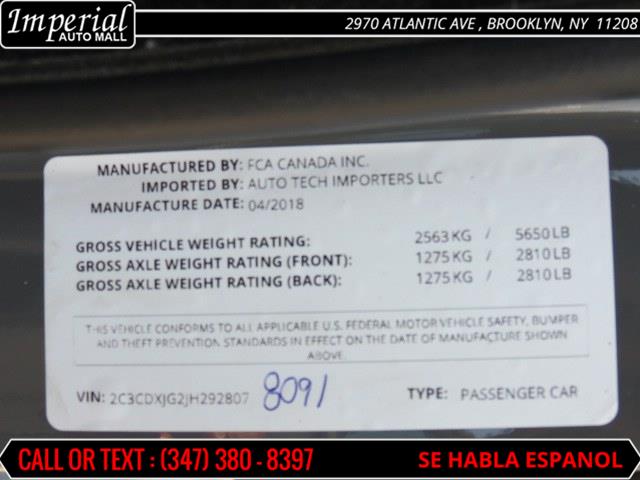 Imperial
AUTO MALL
2970 ATLANTIC AVE , BROOKLYN, NY 11208
MANUFACTURED BY: FCA CANADA INC.
IMPORTED BY: AUTO TECH IMPORTERS LLC
MANUFACTURE DATE: 04/2018
GROSS VEHICLE WEIGHT RATING: 2563 KG / 5650 LB
GROSS AXLE WEIGHT RATING (FRONT): 1275 KG / 2810 LB
GROSS AXLE WEIGHT RATING (BACK): 1275 KG / 2810 LB
THIS VEHICLE CONFORMS TO ALL APPLICABLE U.S. FEDERAL MOTOR VEHICLE SAFETY, BUMPER
AND THEFT PREVENTION STANDARDS IN EFFECT ON THE DATE OF MANUFACTURE SHOWN
ABOVE.
VIN: 2C3CDXJG2JH292807 8091 TYPE: PASSENGER CAR
CALL OR TEXT : (347) 380 - 8397
SE HABLA ESPANOL